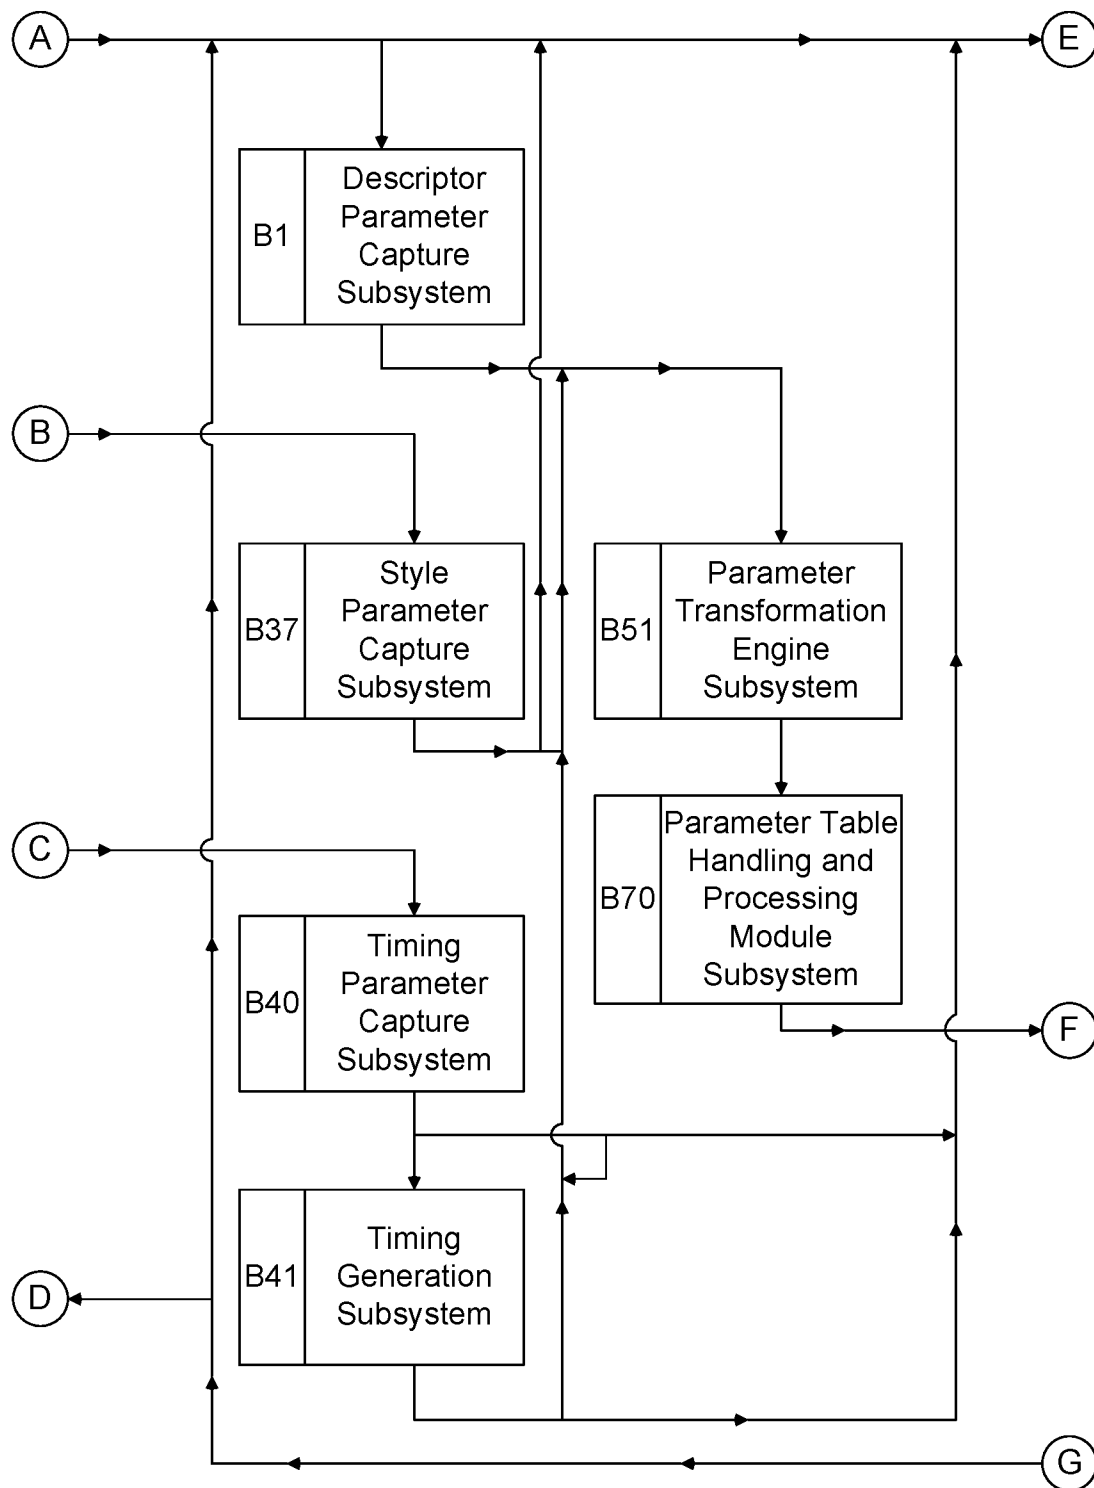 A
E
B1
Descriptor
Parameter
Capture
Subsystem
B
B37
Style
Parameter
Capture
Subsystem
B51
Parameter
Transformation
Engine
Subsystem
C
B70
Parameter Table
Handling and
Processing
Module
Subsystem
B40
Timing
Parameter
Capture
Subsystem
F
B41
Timing
Generation
Subsystem
D
G